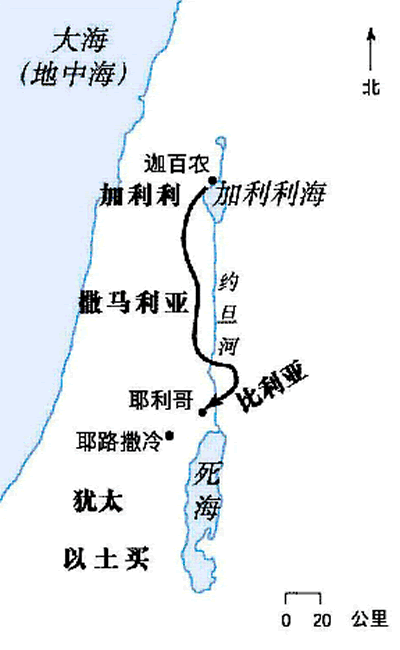 大海
（地中海）
北
迦百农
加利利
加利利海
撒马利亚
约旦河
比利亚
耶利哥
耶路撒冷
死海
犹太
以土买
0 20 公里